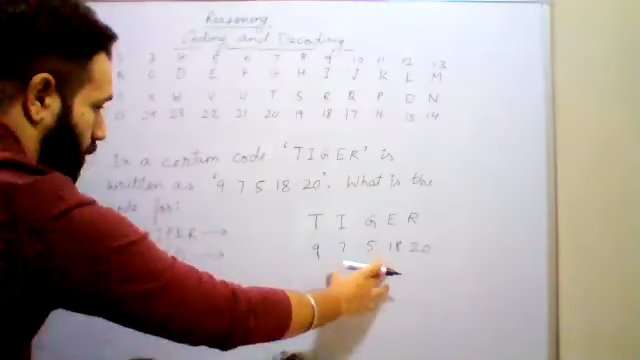 Reasoning
Coding and Decoding
3 4 5 6 7 8 9 10 11 12 13
C D E F G H I J K L M
X W V U T S R Q P O N
24 23 22 21 20 19 18 17 16 15 14
In a certain code 'TIGER' is
written as '9 7 5 18 20'. What is the
code for:
T I G E R
9 7 5 18 20